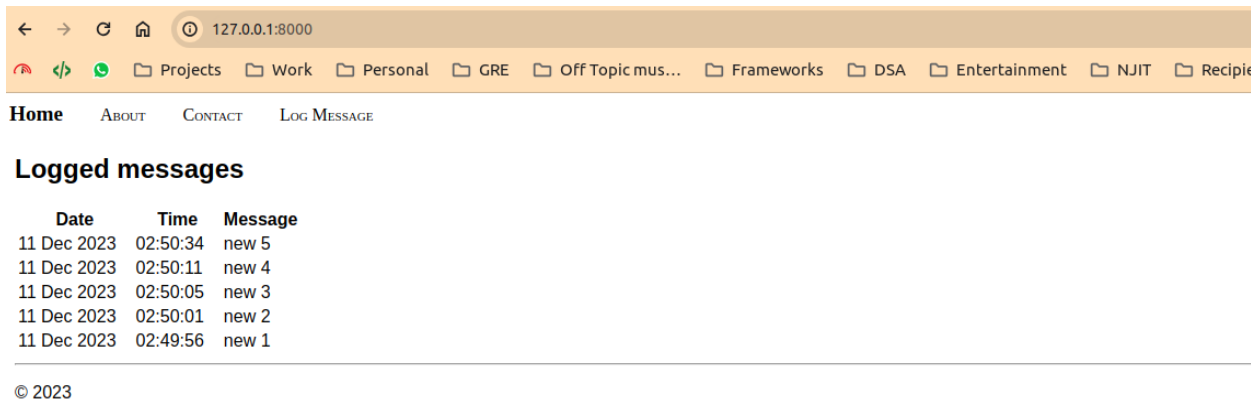 127.0.0.1:8000
Projects Work Personal GRE Off Topic mus... Frameworks DSA Entertainment NJIT Recipie
Home About Contact Log Message
Logged messages
Date Time Message
11 Dec 2023 02:50:34 new 5
11 Dec 2023 02:50:11 new 4
11 Dec 2023 02:50:05 new 3
11 Dec 2023 02:50:01 new 2
11 Dec 2023 02:49:56 new 1
© 2023